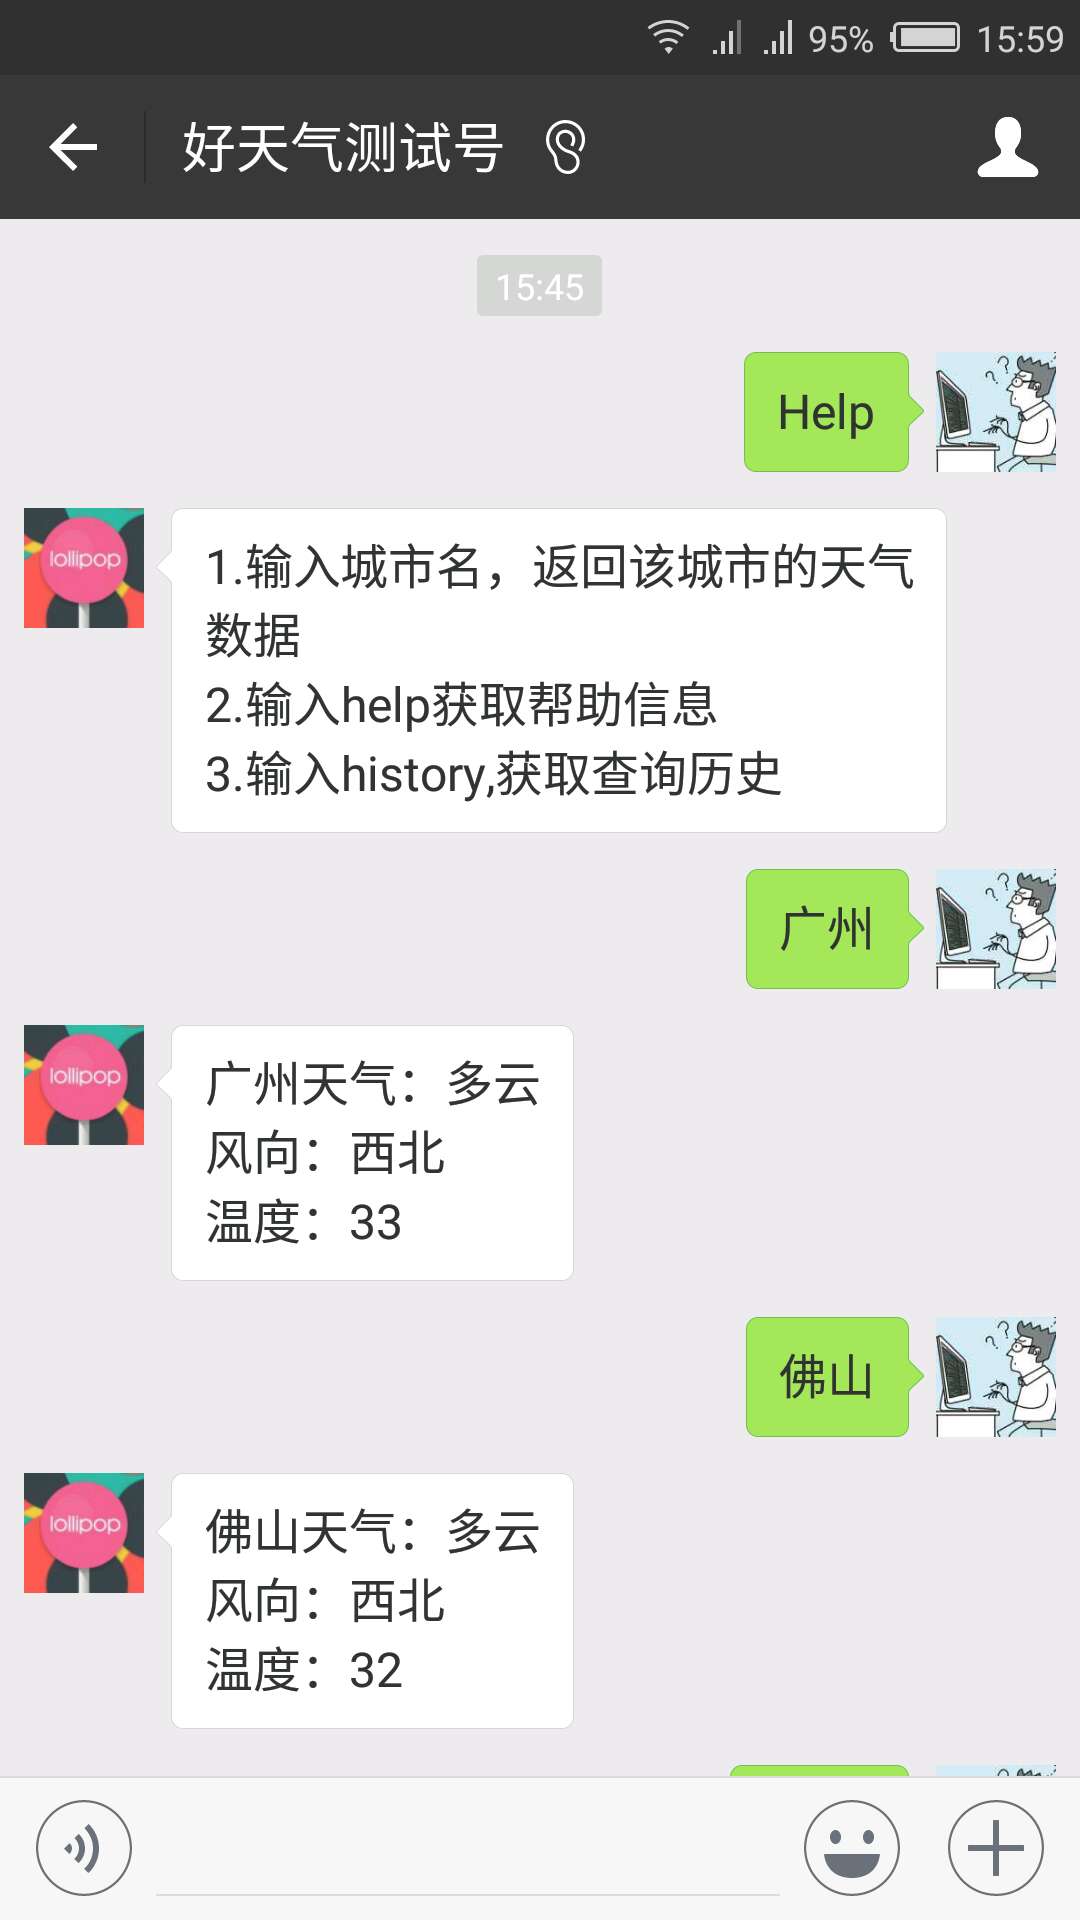 95% 15:59
好天气测试号
15:45
Help
lollipop
1.输入城市名，返回该城市的天气
数据
2.输入help获取帮助信息
3.输入history,获取查询历史
广州
lollipop
广州天气：多云
风向：西北
温度：33
佛山
lollipop
佛山天气：多云
风向：西北
温度：32